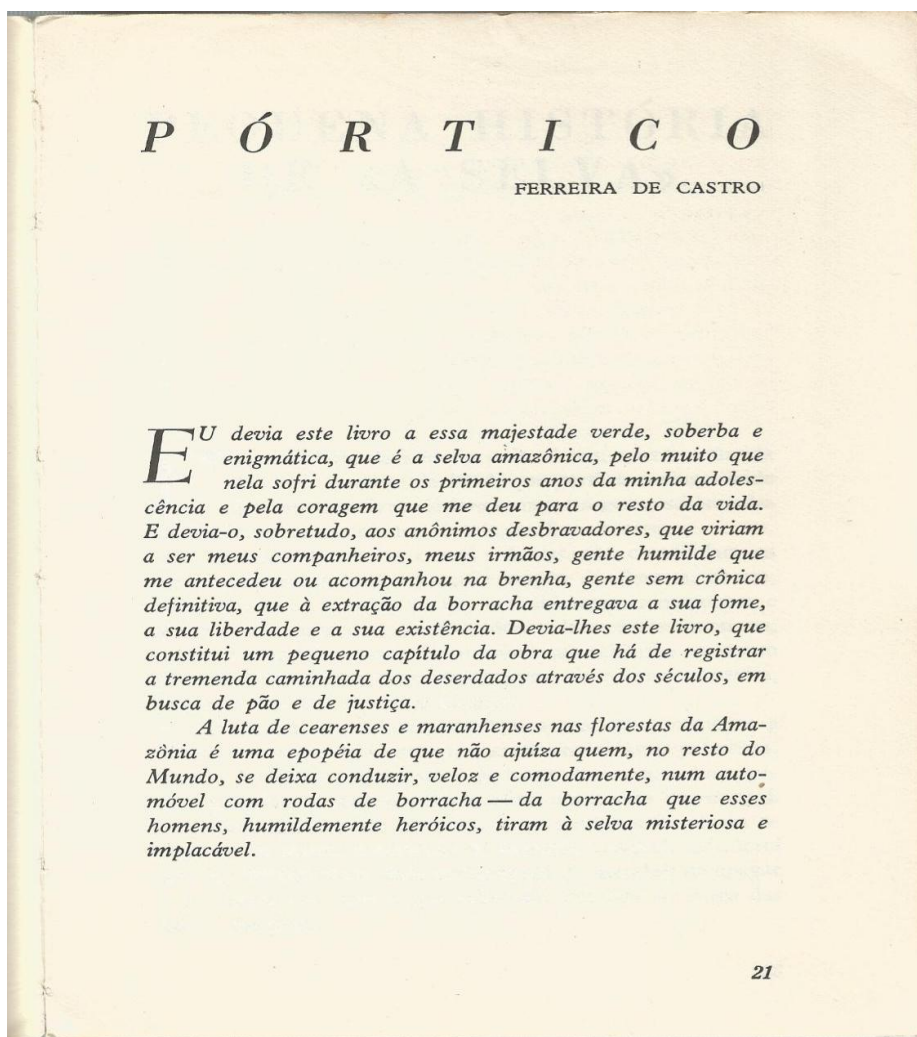 PÓRTICO
FERREIRA DE CASTRO
EU devia este livro a essa majestade verde, soberba e
enigmática, que é a selva amazônica, pelo muito que
nela sofri durante os primeiros anos da minha adoles-
cência e pela coragem que me deu para o resto da vida.
E devia-o, sobretudo, aos anônimos desbravadores, que viriam
a ser meus companheiros, meus irmãos, gente humilde que
me antecedeu ou acompanhou na brenha, gente sem crônica
definitiva, que à extração da borracha entregava a sua fome,
a sua liberdade e a sua existência. Devia-lhes este livro, que
constitui um pequeno capítulo da obra que há de registrar
a tremenda caminhada dos deserdados através dos séculos, em
busca de pão e de justiça.
A luta de cearenses e maranhenses nas florestas da Ama-
zônia é uma epopéia de que não ajuíza quem, no resto do
Mundo, se deixa conduzir, veloz e comodamente, num auto-
móvel com rodas de borracha — da borracha que esses
homens, humildemente heróicos, tiram à selva misteriosa e
implacável.
21